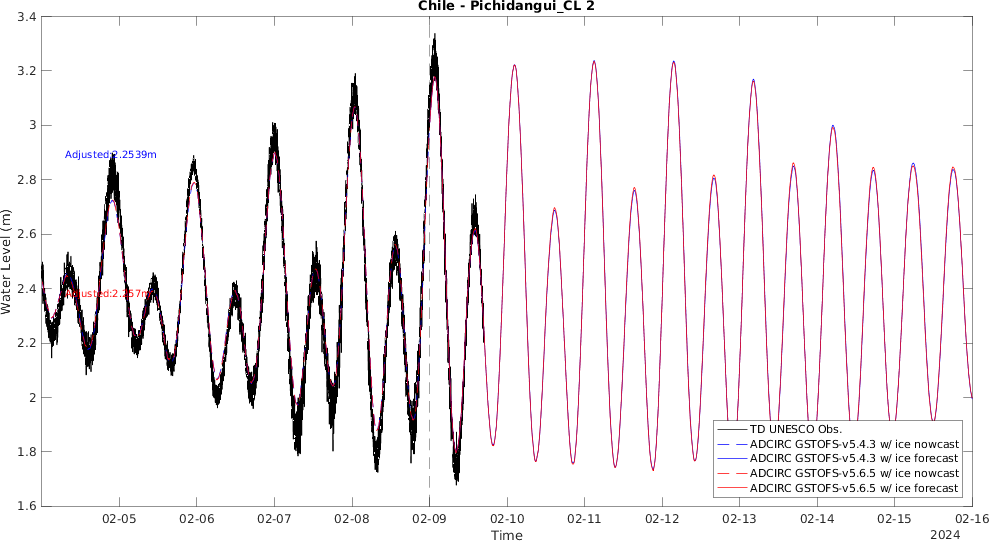 Chile - Pichidangui_CL 2
3.4
3.2
3
2.8
2.6
2.4
2.2
2
1.8
1.6
Water Level (m)
Adjusted:2.2539m
Adjusted:2.257m
TD UNESCO Obs.
ADCIRC GSTOFS-v5.4.3 w/ ice nowcast
ADCIRC GSTOFS-v5.4.3 w/ ice forecast
ADCIRC GSTOFS-v5.6.5 w/ ice nowcast
ADCIRC GSTOFS-v5.6.5 w/ ice forecast
02-05 02-06 02-07 02-08 02-09 02-10 02-11 02-12 02-13 02-14 02-15 02-16
Time
2024